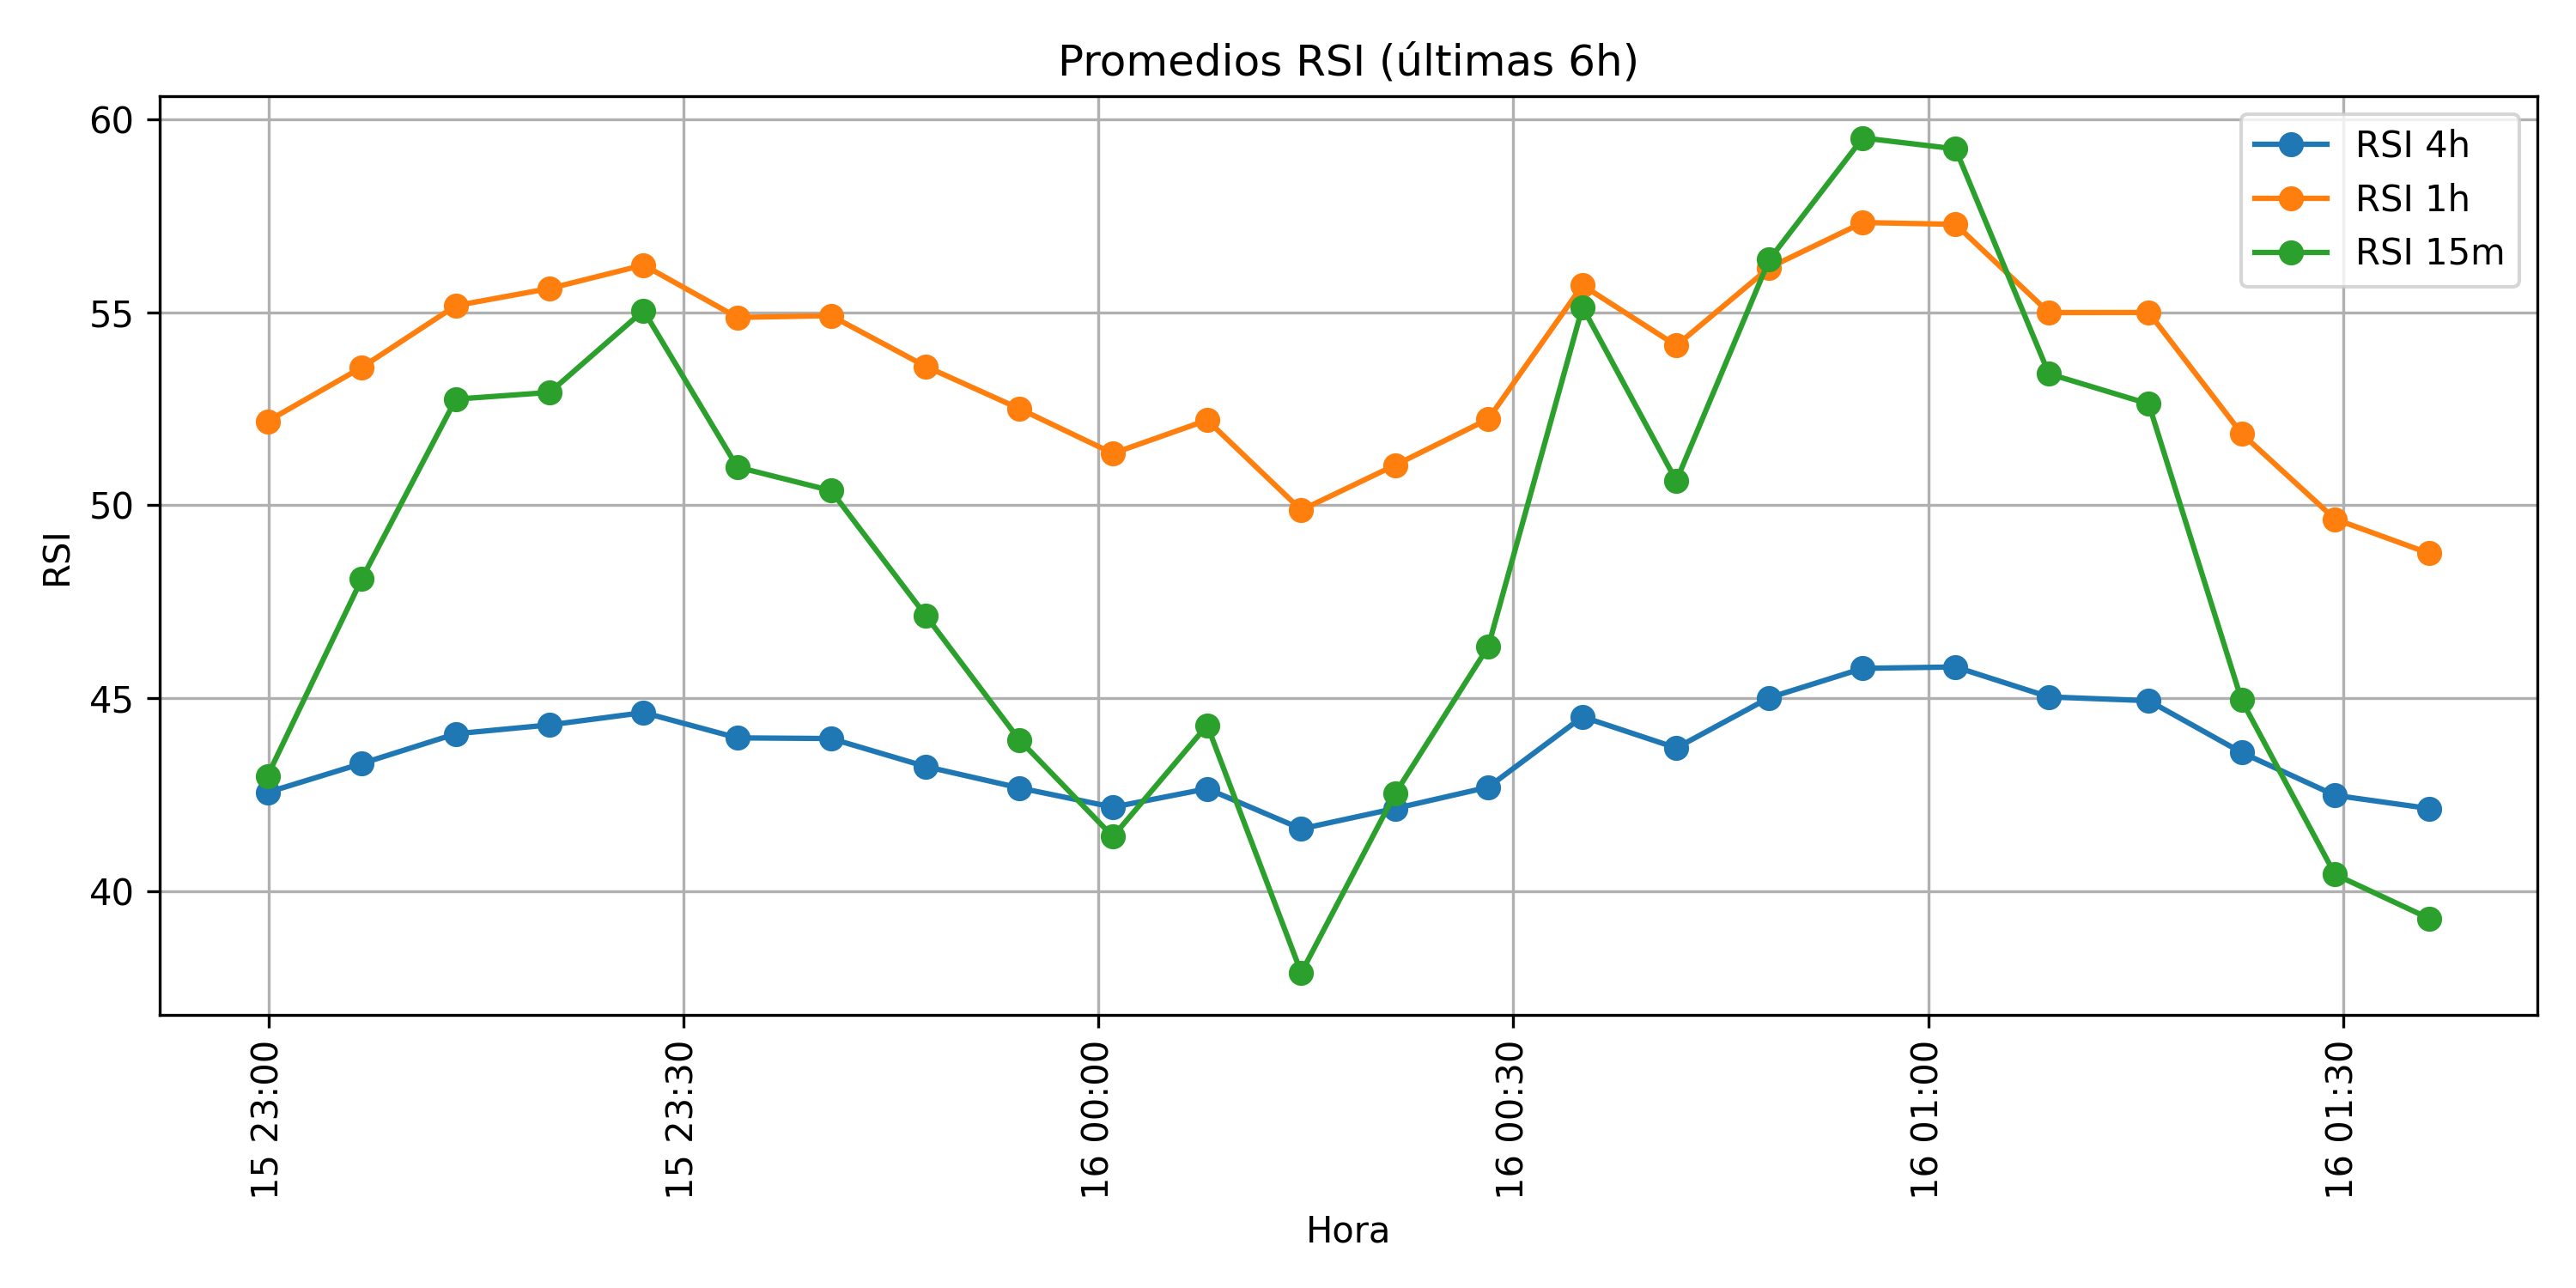 Promedios RSI (últimas 6h)
RSI 4h
RSI 1h
RSI 15m
60
55
50
45
40
RSI
15 23:00
15 23:30
16 00:00
16 00:30
16 01:00
16 01:30
Hora